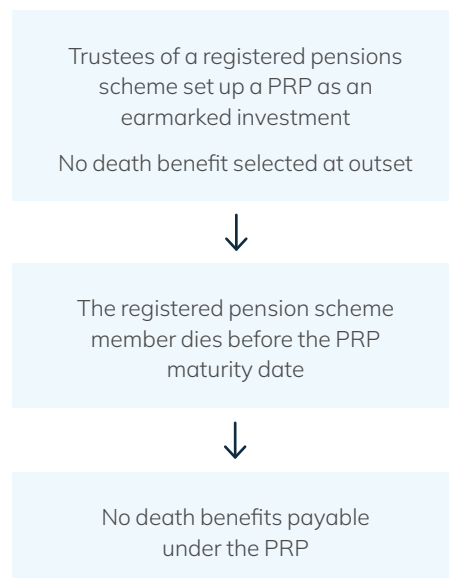 Trustees of a registered pensions
scheme set up a PRP as an
earmarked investment
No death benefit selected at outset
The registered pension scheme
member dies before the PRP
maturity date
No death benefits payable
under the PRP